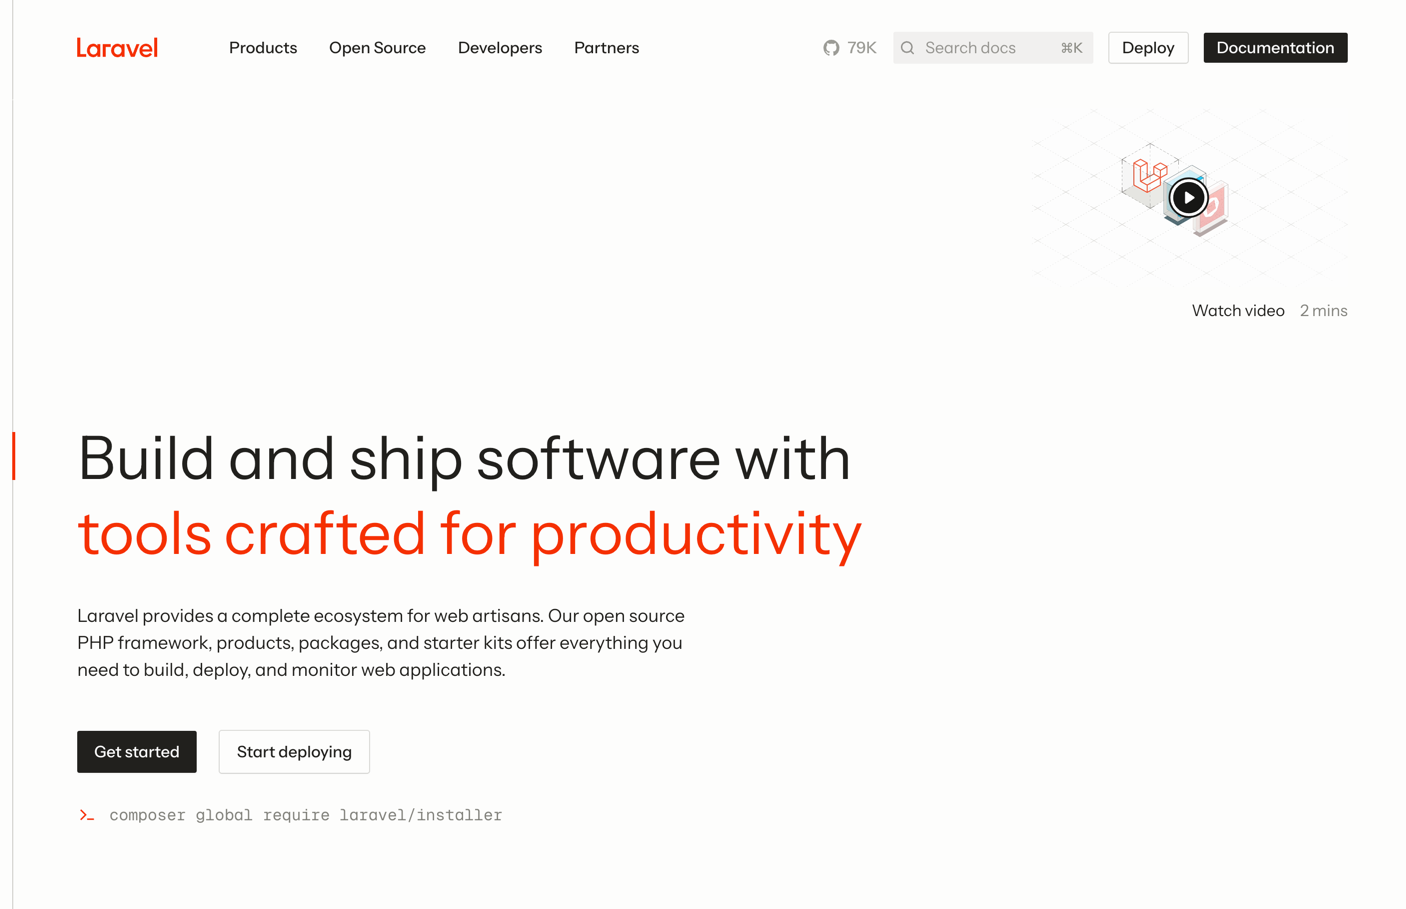 Laravel
Products
Open Source
Developers
Partners
79K
Search docs
⌘K
Deploy
Documentation
Watch video 2 mins
Build and ship software with
tools crafted for productivity
Laravel provides a complete ecosystem for web artisans. Our open source
PHP framework, products, packages, and starter kits offer everything you
need to build, deploy, and monitor web applications.
Get started
Start deploying
>_ composer global require laravel/installer